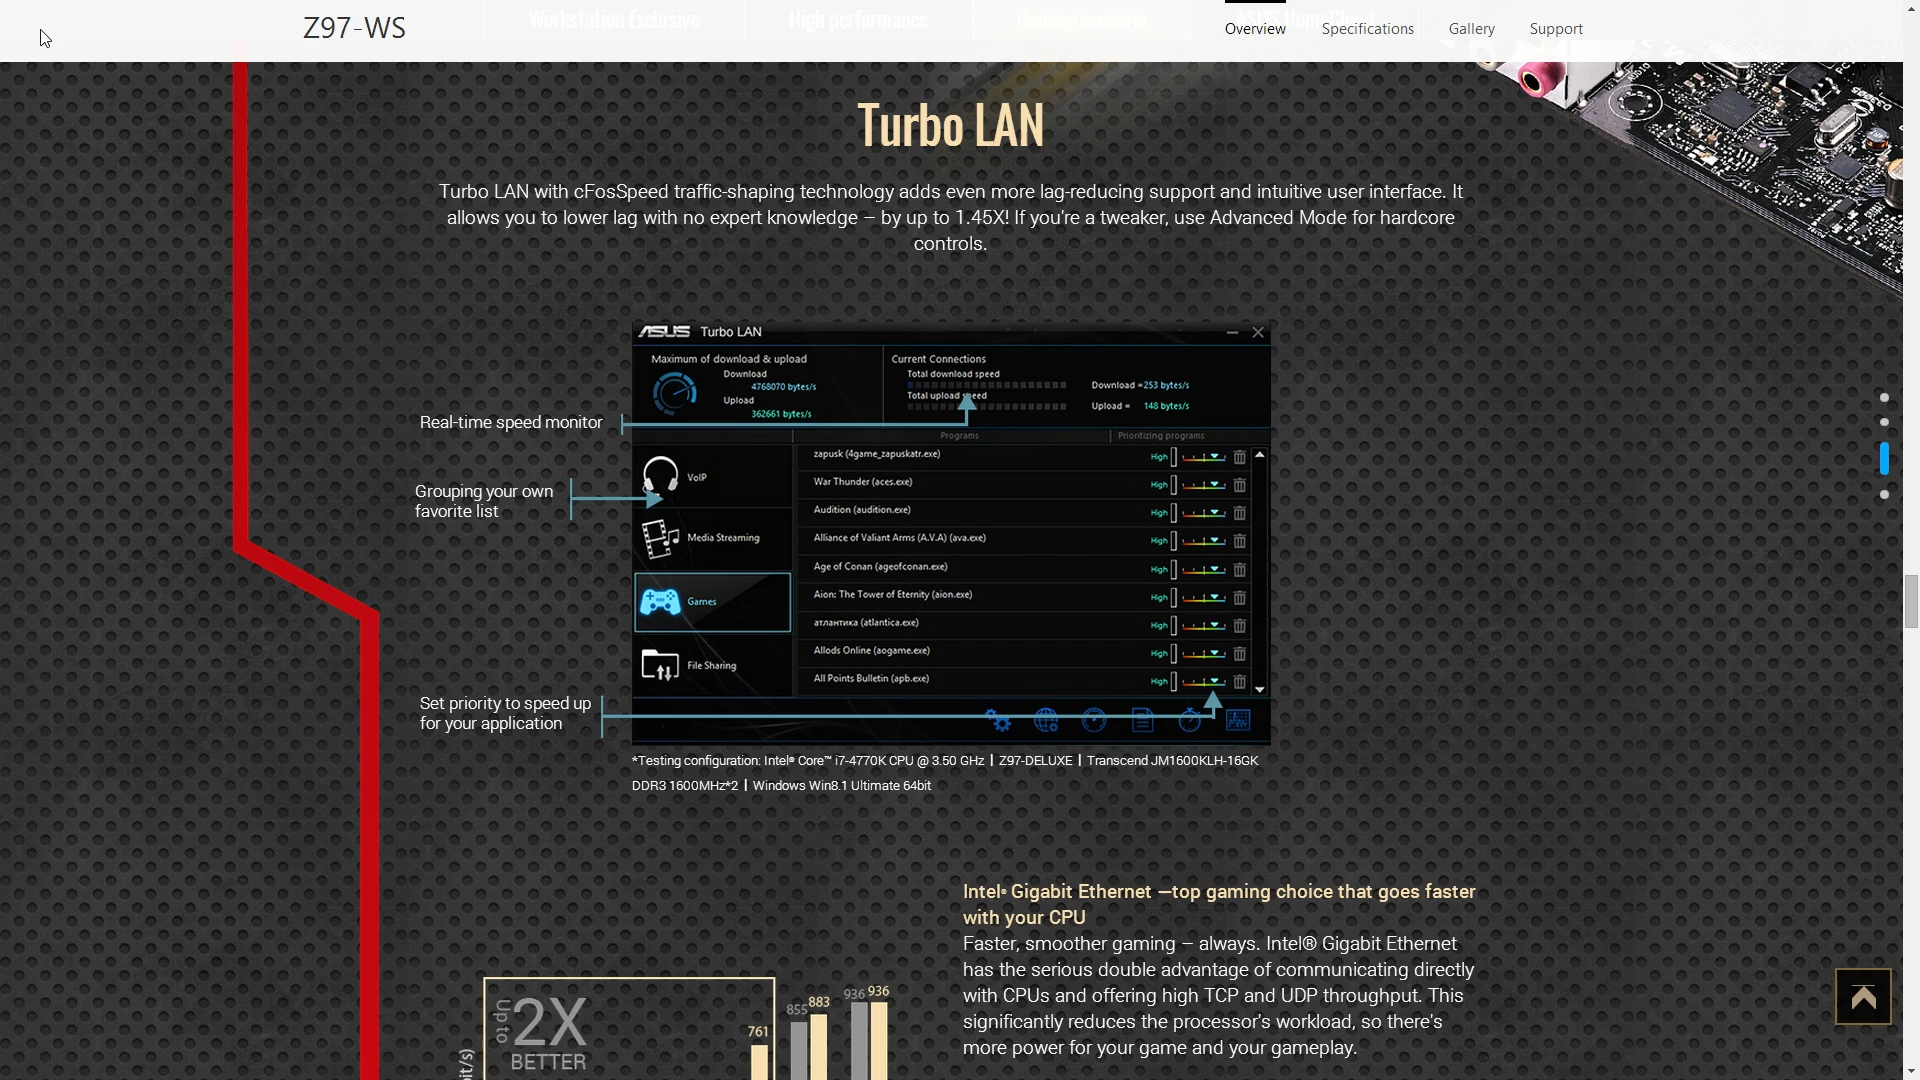 Z97-WS
Workstation Exclusive
High performance
Overview
Specifications
Gallery
Support
Turbo LAN
Turbo LAN with cFosSpeed traffic-shaping technology adds even more lag-reducing support and intuitive user interface. It
allows you to lower lag with no expert knowledge – by up to 1.45X! If you're a tweaker, use Advanced Mode for hardcore
controls.
ASUS Turbo LAN
Maximum of download & upload
Download
4768070 bytes/s
Upload
362661 bytes/s
Current Connections
Total download speed
Download =253 bytes/s
Total upload speed
Upload = 148 bytes/s
Real-time speed monitor
Programs
Prioritizing programs
Grouping your own
favorite list
VoIP
Media Streaming
Games
File Sharing
zapusk (4game_zapuskatr.exe) High
War Thunder (aces.exe) High
Audition (audition.exe) High
Alliance of Valiant Arms (A.V.A) (ava.exe) High
Age of Conan (ageofconan.exe) High
Aion: The Tower of Eternity (aion.exe) High
атлантика (atlantica.exe) High
Allods Online (aogame.exe) High
All Points Bulletin (apb.exe) High
Set priority to speed up
for your application
*Testing configuration: Intel® Core™ i7-4770K CPU @ 3.50 GHz | Z97-DELUXE | Transcend JM1600KLH-16GK
DDR3 1600MHz*2 | Windows Win8.1 Ultimate 64bit
Intel® Gigabit Ethernet —top gaming choice that goes faster
with your CPU
Faster, smoother gaming – always. Intel® Gigabit Ethernet
has the serious double advantage of communicating directly
with CPUs and offering high TCP and UDP throughput. This
significantly reduces the processor's workload, so there's
more power for your game and your gameplay.
Up to
2X
BETTER
761
855
883
936
936
bit/s)